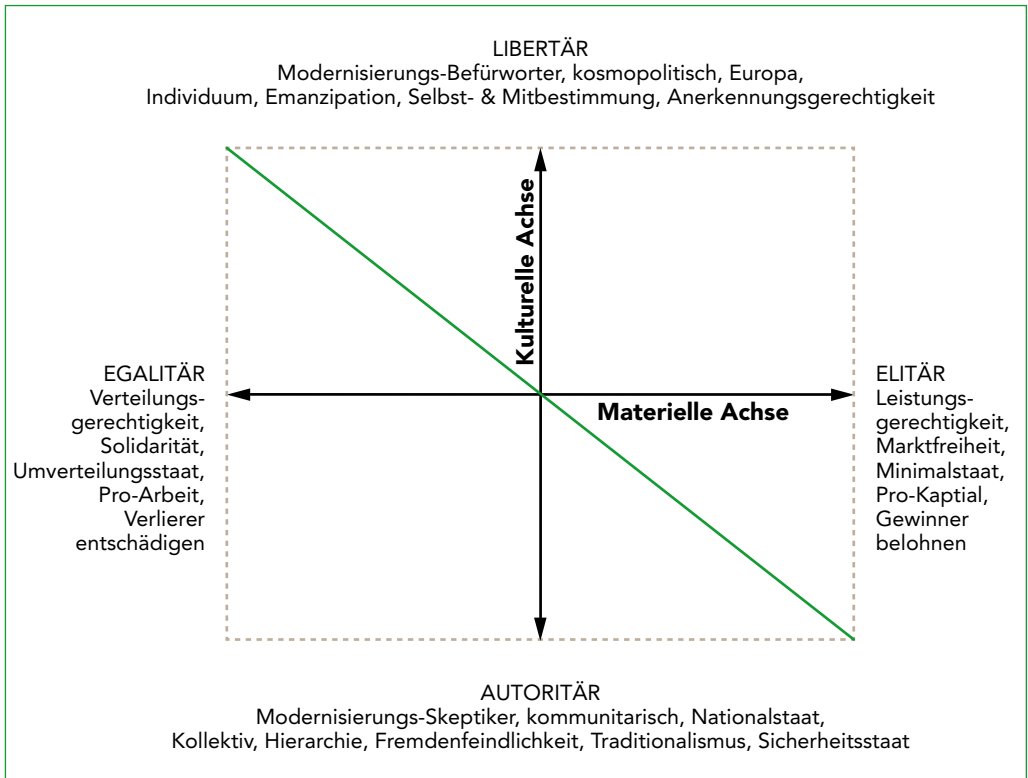 LIBERTÄR
Modernisierungs-Befürworter, kosmopolitisch, Europa,
Individuum, Emanzipation, Selbst- & Mitbestimmung, Anerkennungsgerechtigkeit
Kulturelle Achse
EGALITÄR
Verteilungs-
gerechtigkeit,
Solidarität,
Umverteilungsstaat,
Pro-Arbeit,
Verlierer
entschädigen
Materielle Achse
ELITÄR
Leistungs-
gerechtigkeit,
Marktfreiheit,
Minimalstaat,
Pro-Kaptial,
Gewinner
belohnen
AUTORITÄR
Modernisierungs-Skeptiker, kommunitarisch, Nationalstaat,
Kollektiv, Hierarchie, Fremdenfeindlichkeit, Traditionalismus, Sicherheitsstaat